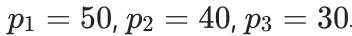 p₁ = 50, p₂ = 40, p₃ = 30.